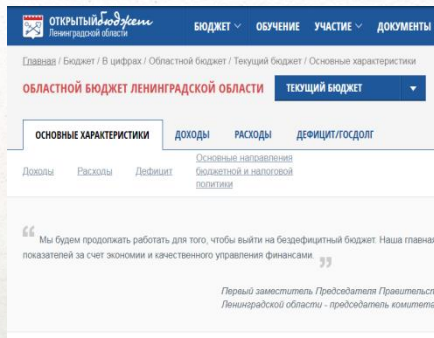 ОТКРЫТЫЙ бюджет
Ленинградской области
БЮДЖЕТ ОБУЧЕНИЕ УЧАСТИЕ ДОКУМЕНТЫ
Главная / Бюджет / В цифрах / Областной бюджет / Текущий бюджет / Основные характеристики
ОБЛАСТНОЙ БЮДЖЕТ ЛЕНИНГРАДСКОЙ ОБЛАСТИ ТЕКУЩИЙ БЮДЖЕТ
ОСНОВНЫЕ ХАРАКТЕРИСТИКИ ДОХОДЫ РАСХОДЫ ДЕФИЦИТ/ГОСДОЛГ
Доходы Расходы Дефицит Основные направления
бюджетной и налоговой
политики
“ Мы будем продолжать работать для того, чтобы выйти на бездефицитный бюджет. Наша главная
показателей за счет экономии и качественного управления финансами. ”
Первый заместитель Председателя Правительст
Ленинградской области - председатель комитета